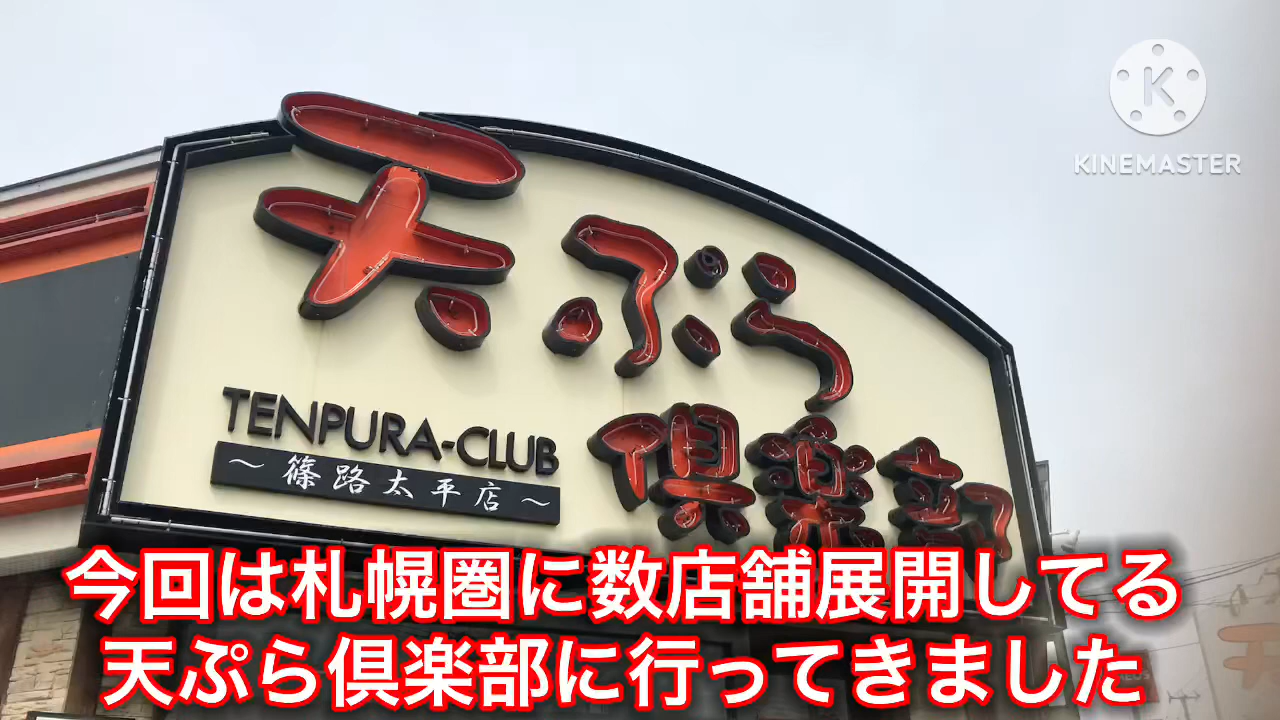 KINEMASTER
天ぷら
倶楽部
TENPURA-CLUB
～篠路太平店～
今回は札幌圏に数店舗展開してる
天ぷら倶楽部に行ってきました